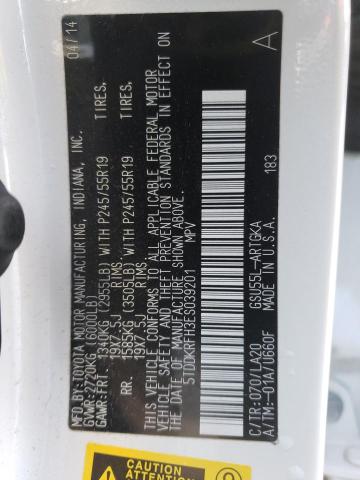 MFD. BY: TOYOTA MOTOR MANUFACTURING, INDIANA, INC. 04/14
GVWR: 2720KG (6000LB)
GAWR: FRT. 1340KG (2955LB) WITH P245/55R19 TIRES,
19X7.5J RIMS
RR. 1585KG (3505LB) WITH P245/55R19 TIRES,
19X7.5J RIMS
THIS VEHICLE CONFORMS TO ALL APPLICABLE FEDERAL MOTOR
VEHICLE SAFETY AND THEFT PREVENTION STANDARDS IN EFFECT ON
THE DATE OF MANUFACTURE SHOWN ABOVE.
MPV
C/TR: 070/LA20 GSU55L-ARTGKA
A/TM: -01A/U660F MADE IN U.S.A. 183
A
CAUTION